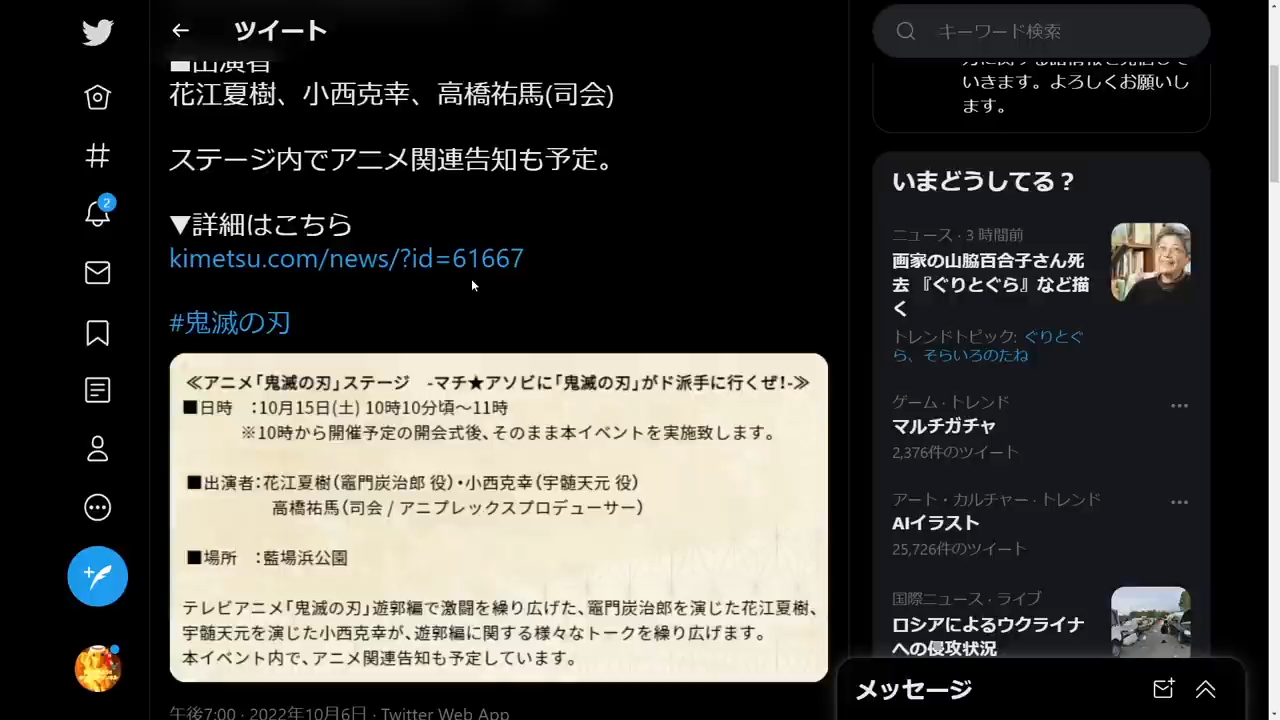 ツイート
■出演者
花江夏樹、小西克幸、高橋祐馬(司会)
ステージ内でアニメ関連告知も予定。
▼詳細はこちら
kimetsu.com/news/?id=61667
#鬼滅の刃
≪アニメ「鬼滅の刃」ステージ　-マチ★アソビに「鬼滅の刃」がド派手に行くぜ!-≫
■日時　：10月15日(土) 10時10分頃～11時
※10時から開催予定の開会式後、そのまま本イベントを実施致します。
■出演者：花江夏樹（竈門炭治郎 役）・小西克幸（宇髄天元 役）
高橋祐馬（司会 / アニプレックスプロデューサー）
■場所　：藍場浜公園
テレビアニメ「鬼滅の刃」遊郭編で激闘を繰り広げた、竈門炭治郎を演じた花江夏樹、
宇髄天元を演じた小西克幸が、遊郭編に関する様々なトークを繰り広げます。
本イベント内で、アニメ関連告知も予定しています。
午後7:00 · 2022年10月6日 · Twitter Web App
2
キーワード検索
いきます。よろしくお願いし
ます。
いまどうしてる？
ニュース · 3 時間前
画家の山脇百合子さん死
去 『ぐりとぐら』など描
く
トレンドトピック: ぐりとぐ
ら、そらいろのたね
ゲーム · トレンド
マルチガチャ
2,376件のツイート
アート・カルチャー · トレンド
AIイラスト
25,726件のツイート
国際ニュース · ライブ
ロシアによるウクライナ
への侵攻状況
メッセージ